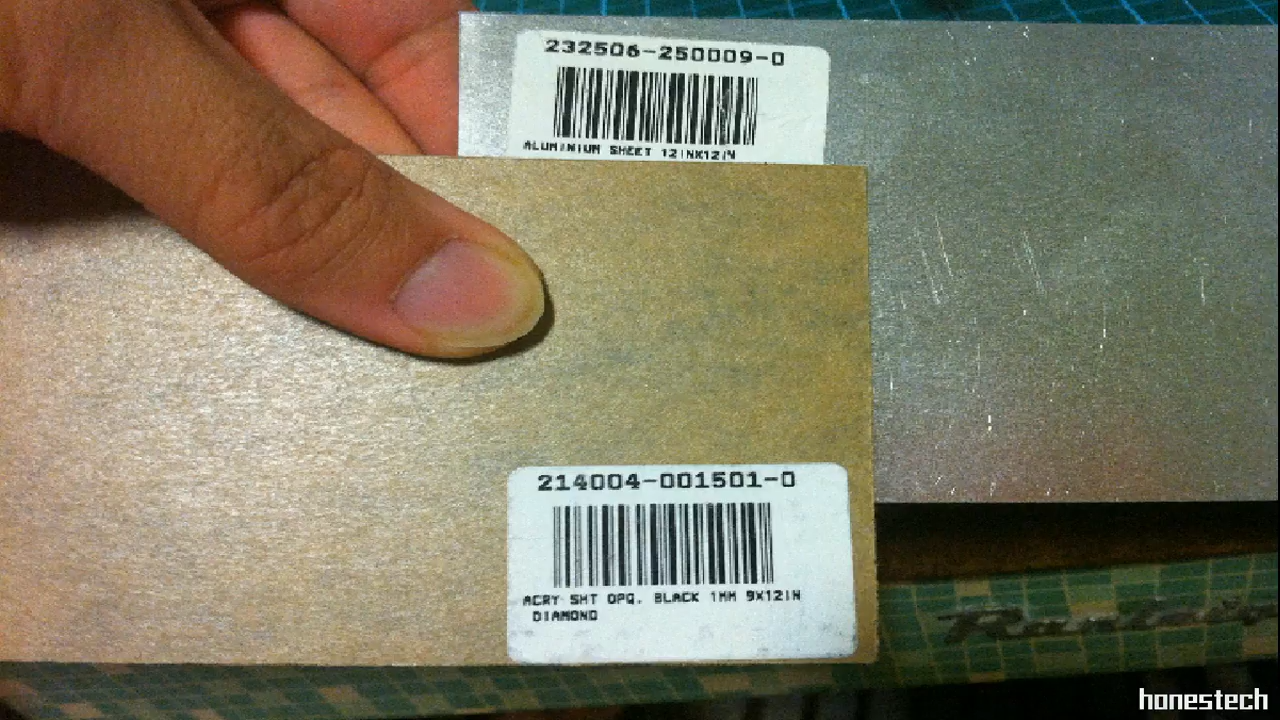 232506-250009-0
ALUMINIUM SHEET 12INX12IN
214004-001501-0
ACRY SHT OPQ. BLACK 1MM 9X12IN
DIAMOND
honestech